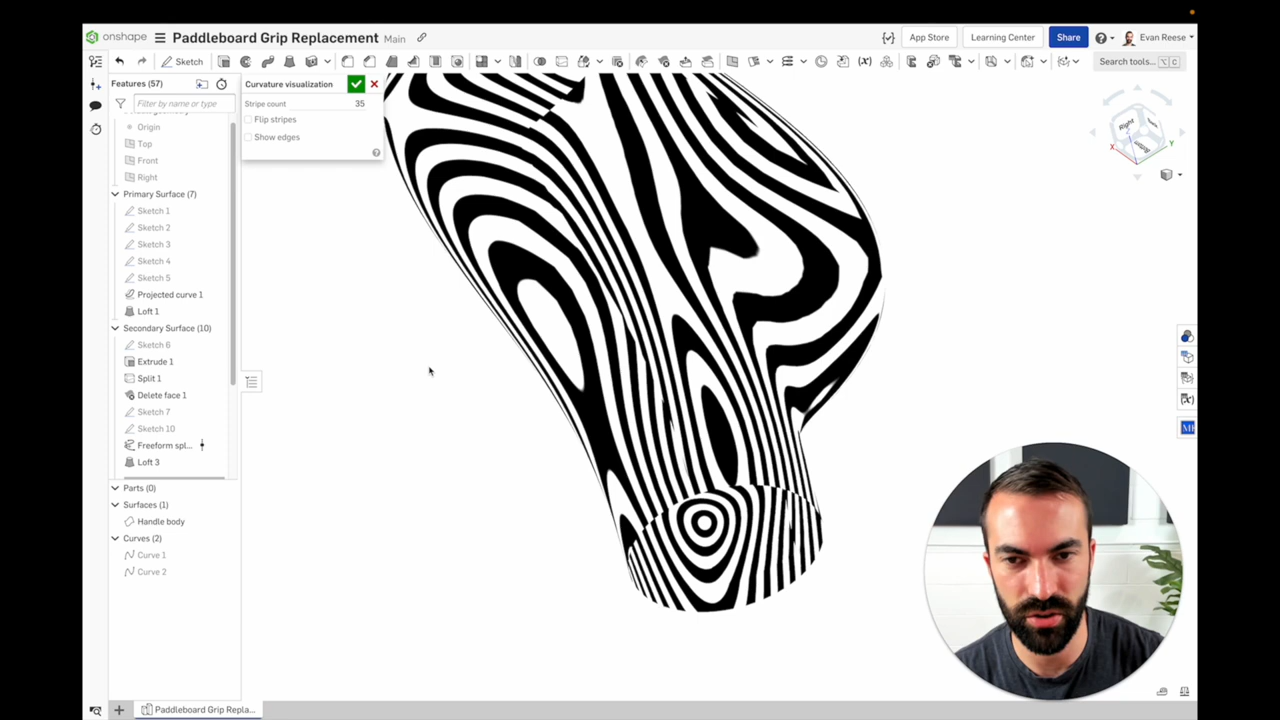 onshape
Paddleboard Grip Replacement Main
App Store
Learning Center
Share
Evan Reese
Sketch
Search tools...
Features (57)
Filter by name or type
Origin
Top
Front
Right
Primary Surface (7)
Sketch 1
Sketch 2
Sketch 3
Sketch 4
Sketch 5
Projected curve 1
Loft 1
Secondary Surface (10)
Sketch 6
Extrude 1
Split 1
Delete face 1
Sketch 7
Sketch 10
Freeform spl...
Loft 3
Parts (0)
Surfaces (1)
Handle body
Curves (2)
Curve 1
Curve 2
Curvature visualization
Stripe count 35
Flip stripes
Show edges
Right
X
Y
Paddleboard Grip Repla...